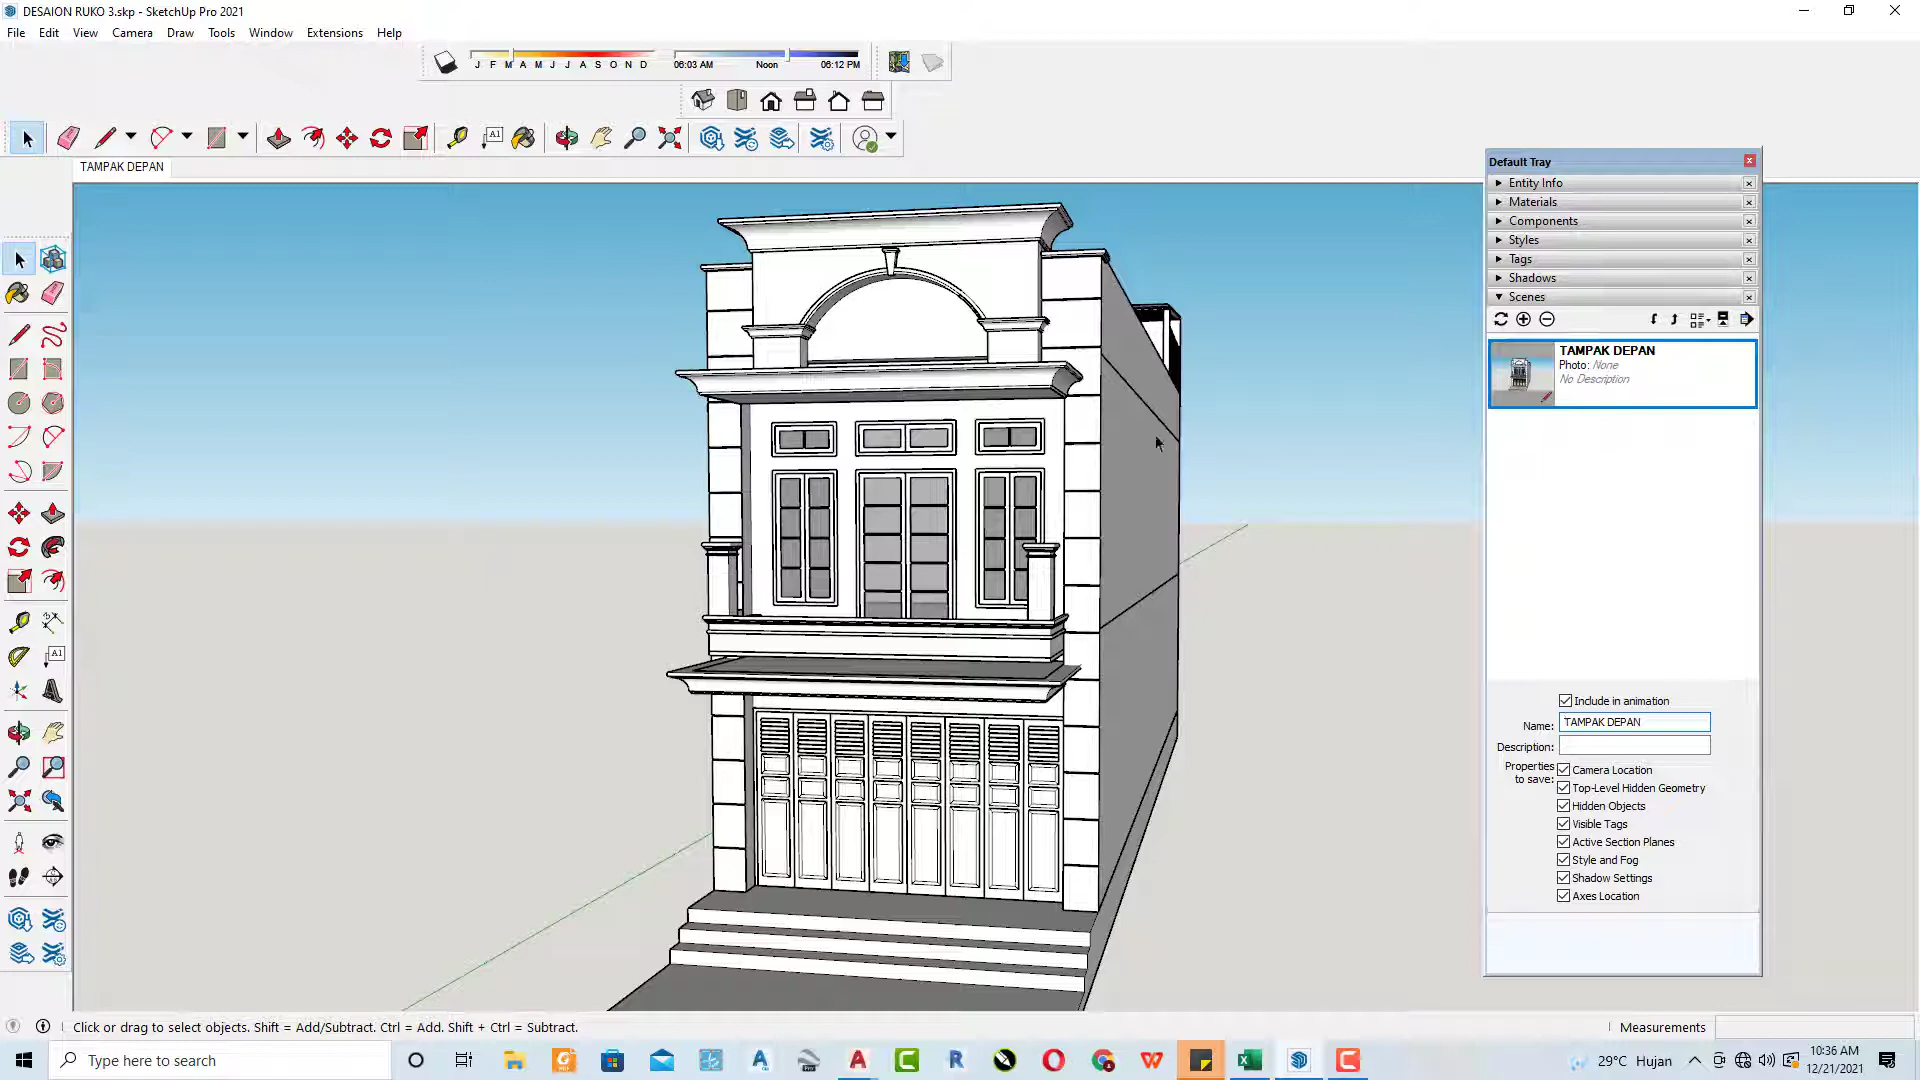 DESAION RUKO 3.skp - SketchUp Pro 2021
File Edit View Camera Draw Tools Window Extensions Help
J F M A M J J A S O N D
06:03 AM Noon 06:12 PM
A1
TAMPAK DEPAN
Default Tray
Entity Info
Materials
Components
Styles
Tags
Shadows
Scenes
TAMPAK DEPAN
Photo: None
No Description
A1
Include in animation
Name: TAMPAK DEPAN
Description:
Properties to save:
Camera Location
Top-Level Hidden Geometry
Hidden Objects
Visible Tags
Active Section Planes
Style and Fog
Shadow Settings
Axes Location
Click or drag to select objects. Shift = Add/Subtract. Ctrl = Add. Shift + Ctrl = Subtract.
Measurements
Type here to search
29°C Hujan
10:36 AM
12/21/2021